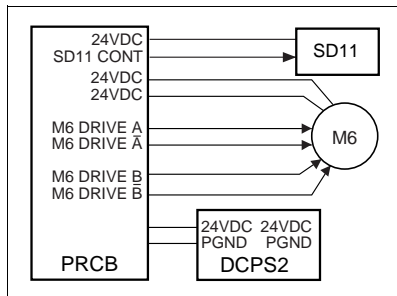 24VDC
SD11 CONT
SD11
24VDC
24VDC
M6 DRIVE A
M6 DRIVE A̅
M6
M6 DRIVE B
M6 DRIVE B̅
24VDC 24VDC
PGND PGND
PRCB
DCPS2